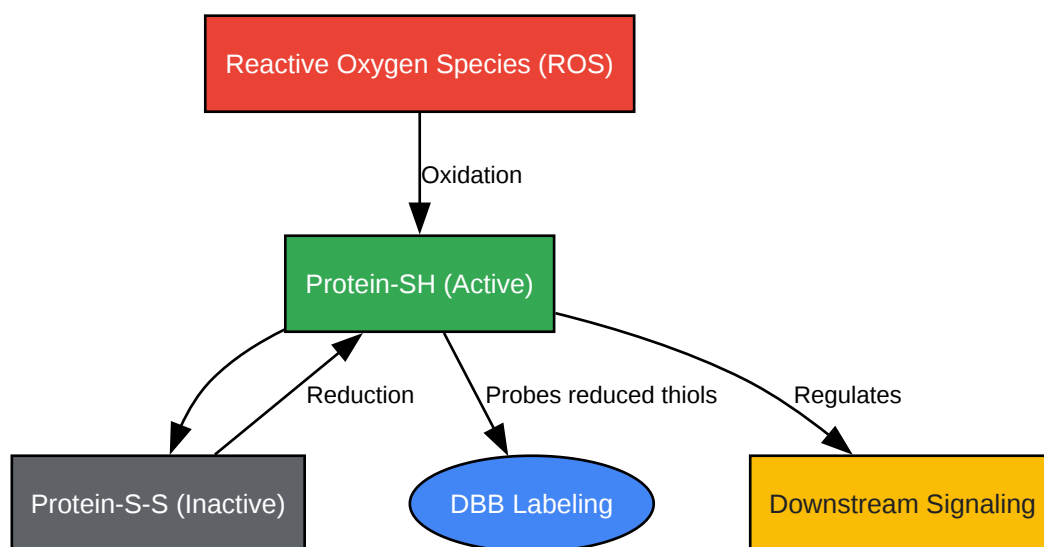 Reactive Oxygen Species (ROS)
Oxidation
Protein-SH (Active)
Reduction
Probes reduced thiols
Regulates
Protein-S-S (Inactive)
DBB Labeling
Downstream Signaling